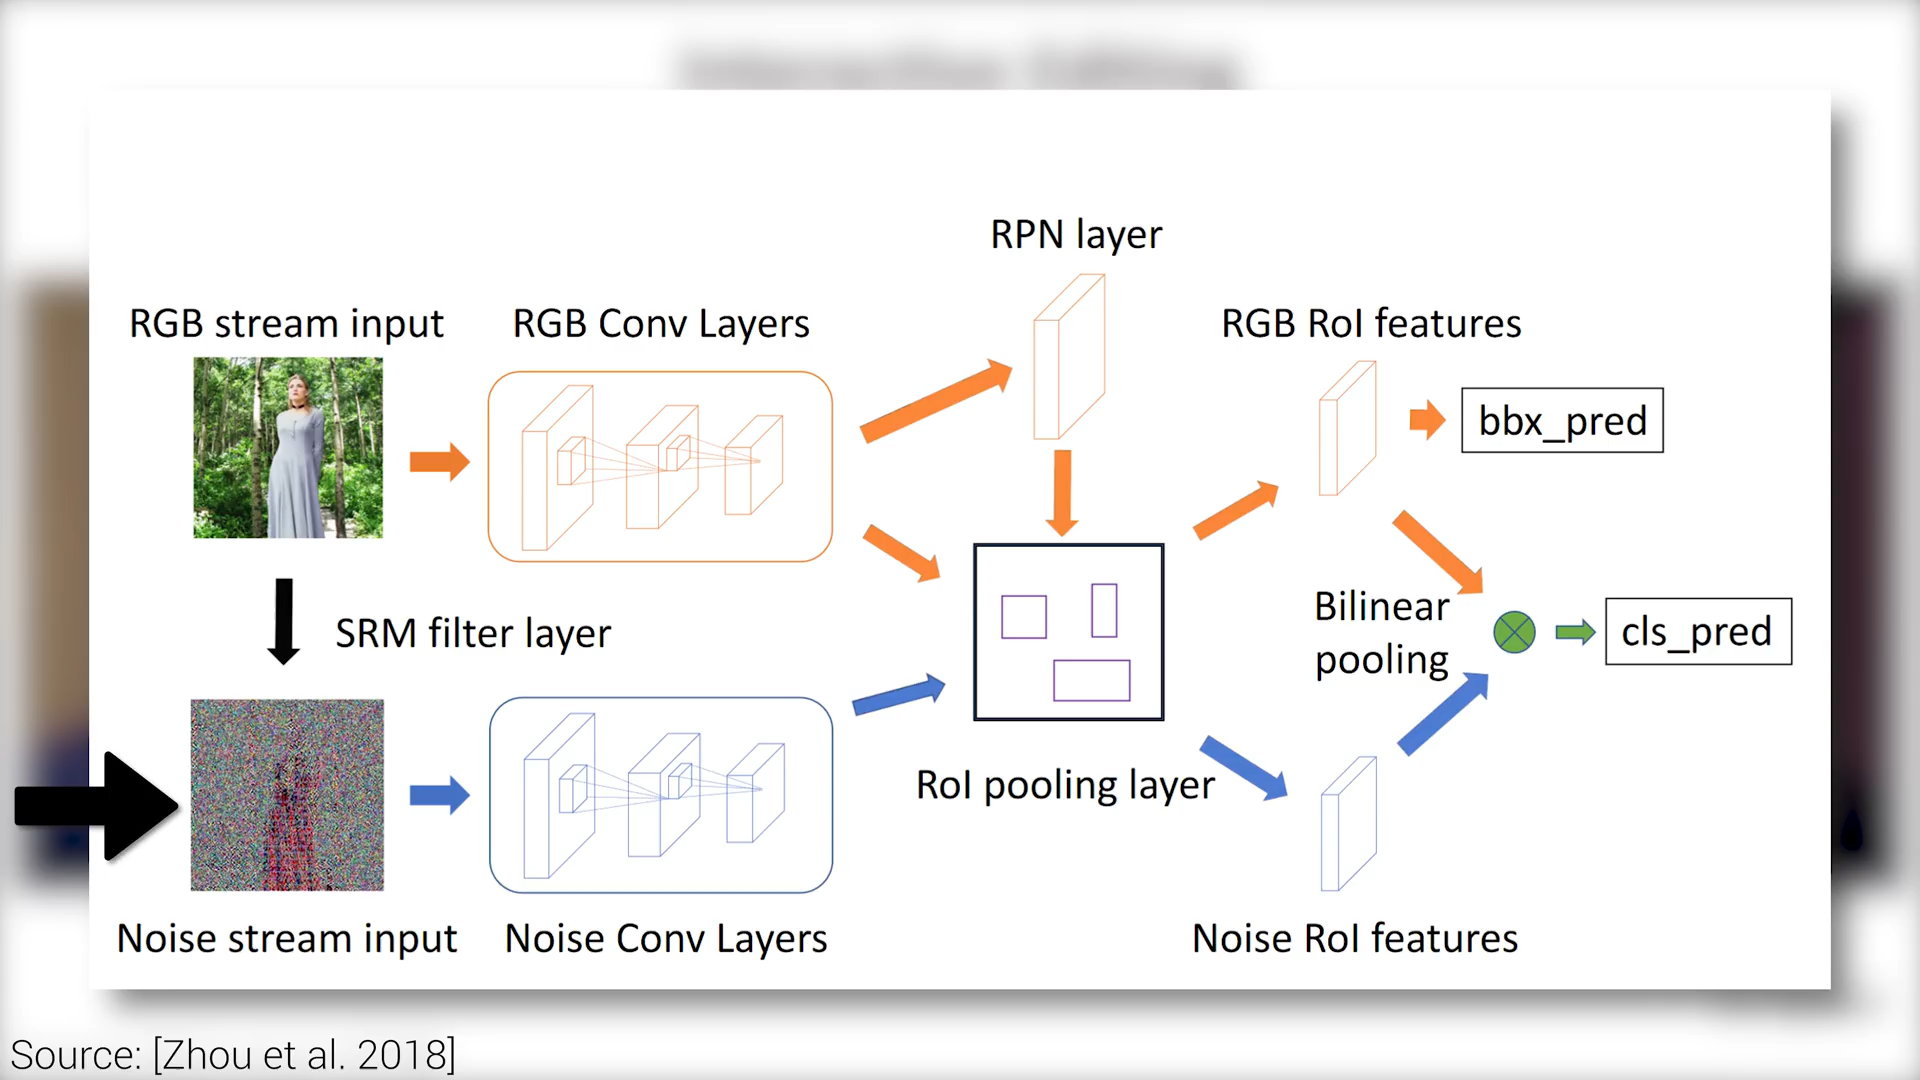 RPN layer
RGB stream input
RGB Conv Layers
RGB RoI features
bbx_pred
SRM filter layer
Bilinear
pooling
cls_pred
RoI pooling layer
Noise stream input
Noise Conv Layers
Noise RoI features
Source: [Zhou et al. 2018]